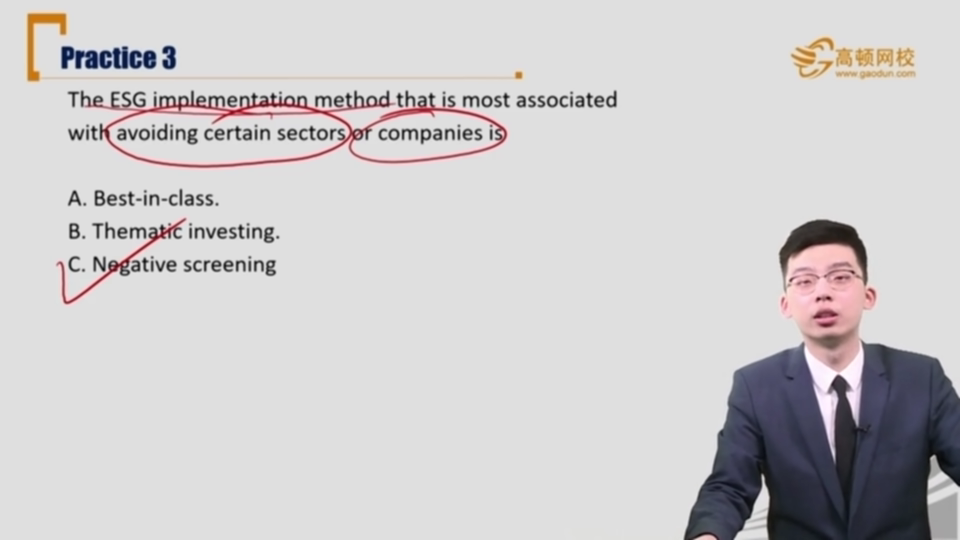 Practice 3
高顿网校
www.gaodun.com
The ESG implementation method that is most associated
with avoiding certain sectors or companies is
A. Best-in-class.
B. Thematic investing.
C. Negative screening